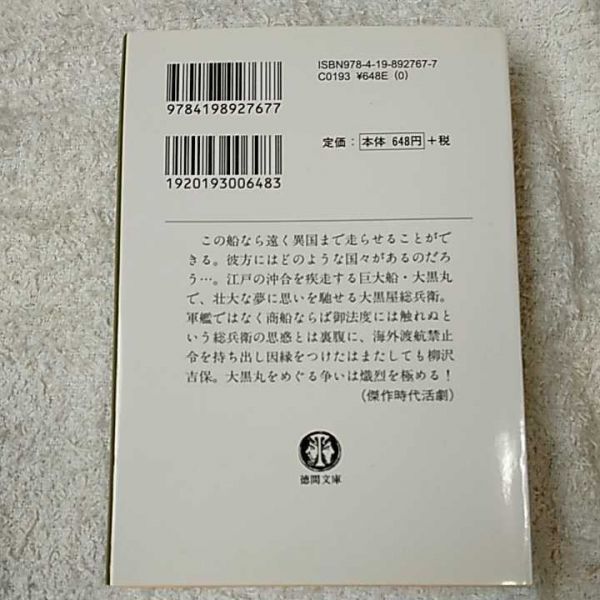 ISBN978-4-19-892767-7
C0193 ¥648E (0)
9784198927677
定価：本体 648円+税
1920193006483
この船なら遠く異国まで走らせることがで
きる。彼方にはどのような国々があるのだろ
う…。江戸の沖合を疾走する巨大船・大黒丸
で、壮大な夢に思いを馳せる大黒屋総兵衛。
軍艦ではなく商船ならば御法度には触れぬと
いう総兵衛の思惑とは裏腹に、海外渡航禁止
令を持ち出し因縁をつけたはまたしても柳沢
吉保。大黒丸をめぐる争いは熾烈を極める！
（傑作時代活劇）
徳間文庫